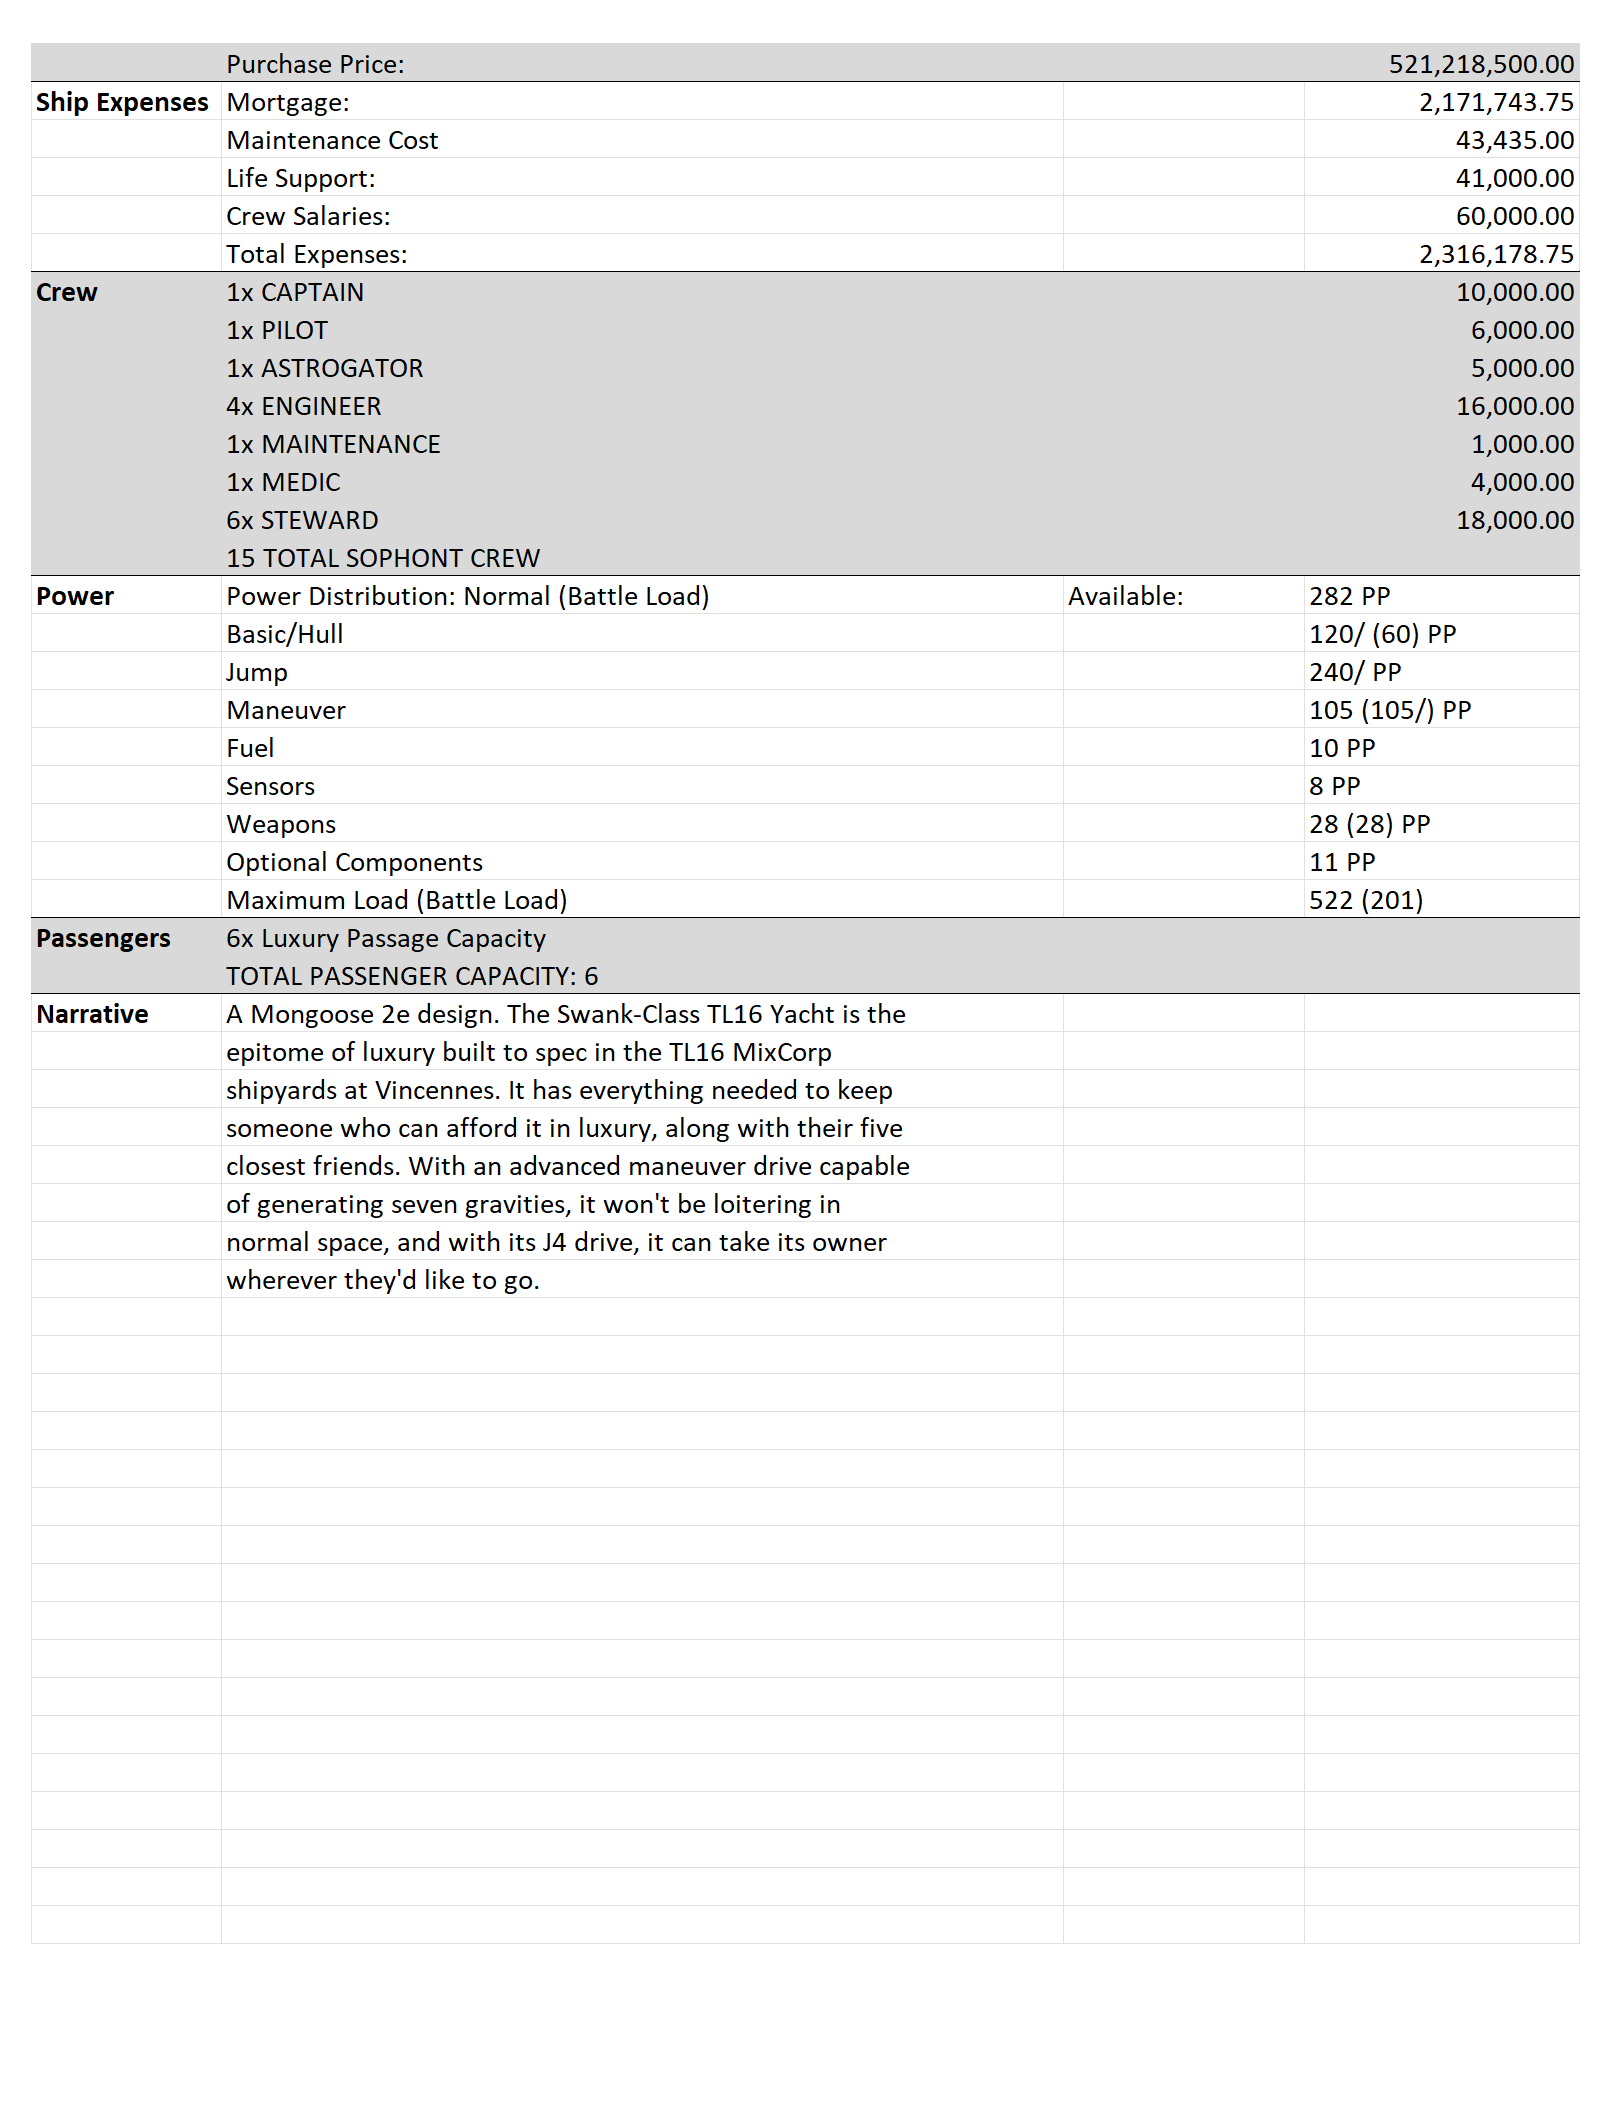 Purchase Price: 521,218,500.00
Ship Expenses Mortgage: 2,171,743.75
Maintenance Cost 43,435.00
Life Support: 41,000.00
Crew Salaries: 60,000.00
Total Expenses: 2,316,178.75
Crew 1x CAPTAIN 10,000.00
1x PILOT 6,000.00
1x ASTROGATOR 5,000.00
4x ENGINEER 16,000.00
1x MAINTENANCE 1,000.00
1x MEDIC 4,000.00
6x STEWARD 18,000.00
15 TOTAL SOPHONT CREW
Power Power Distribution: Normal (Battle Load) Available: 282 PP
Basic/Hull 120/ (60) PP
Jump 240/ PP
Maneuver 105 (105/) PP
Fuel 10 PP
Sensors 8 PP
Weapons 28 (28) PP
Optional Components 11 PP
Maximum Load (Battle Load) 522 (201)
Passengers 6x Luxury Passage Capacity
TOTAL PASSENGER CAPACITY: 6
Narrative A Mongoose 2e design. The Swank-Class TL16 Yacht is the
epitome of luxury built to spec in the TL16 MixCorp
shipyards at Vincennes. It has everything needed to keep
someone who can afford it in luxury, along with their five
closest friends. With an advanced maneuver drive capable
of generating seven gravities, it won't be loitering in
normal space, and with its J4 drive, it can take its owner
wherever they'd like to go.